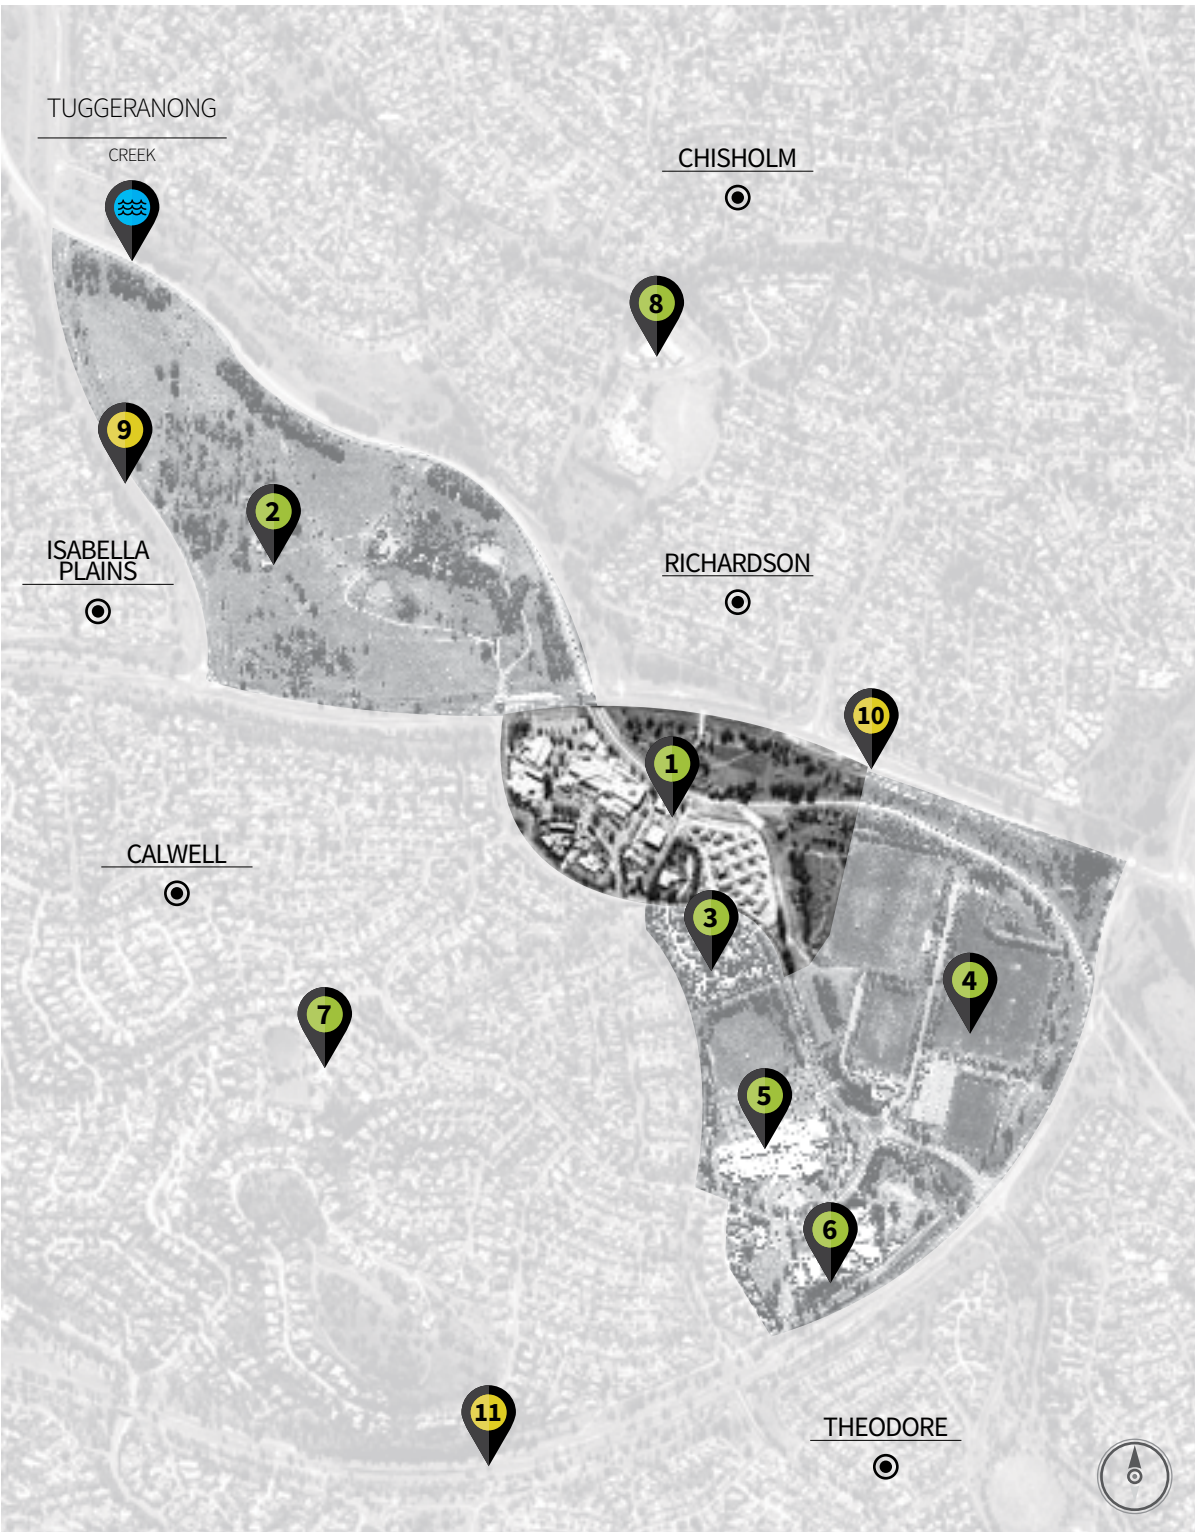 TUGGERANONG
CREEK
CHISHOLM
8
9
2
ISABELLA
PLAINS
RICHARDSON
10
1
CALWELL
3
4
7
5
6
11
THEODORE